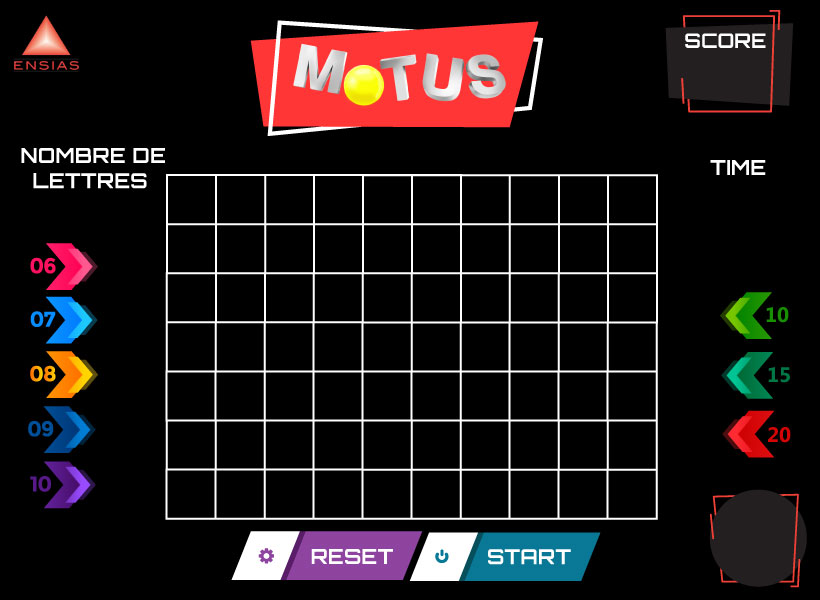 ENSIAS
MOTUS
SCORE
NOMBRE DE
LETTRES
TIME
06
07
08
09
10
10
15
20
RESET
START